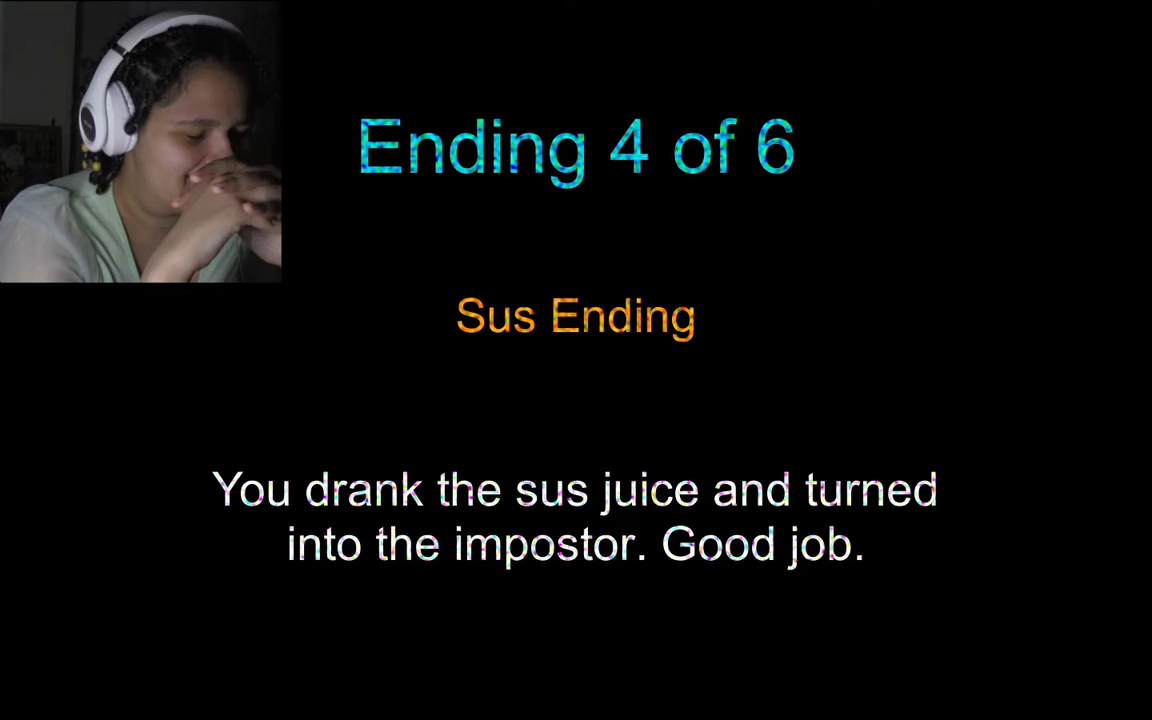 Ending 4 of 6
Sus Ending
You drank the sus juice and turned
into the impostor. Good job.